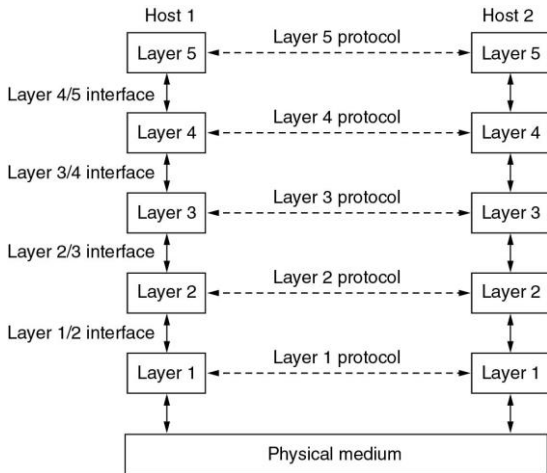 Host 1
Host 2
Layer 5 protocol
Layer 5
Layer 5
Layer 4/5 interface
Layer 4 protocol
Layer 4
Layer 4
Layer 3/4 interface
Layer 3 protocol
Layer 3
Layer 3
Layer 2/3 interface
Layer 2 protocol
Layer 2
Layer 2
Layer 1/2 interface
Layer 1 protocol
Layer 1
Layer 1
Physical medium